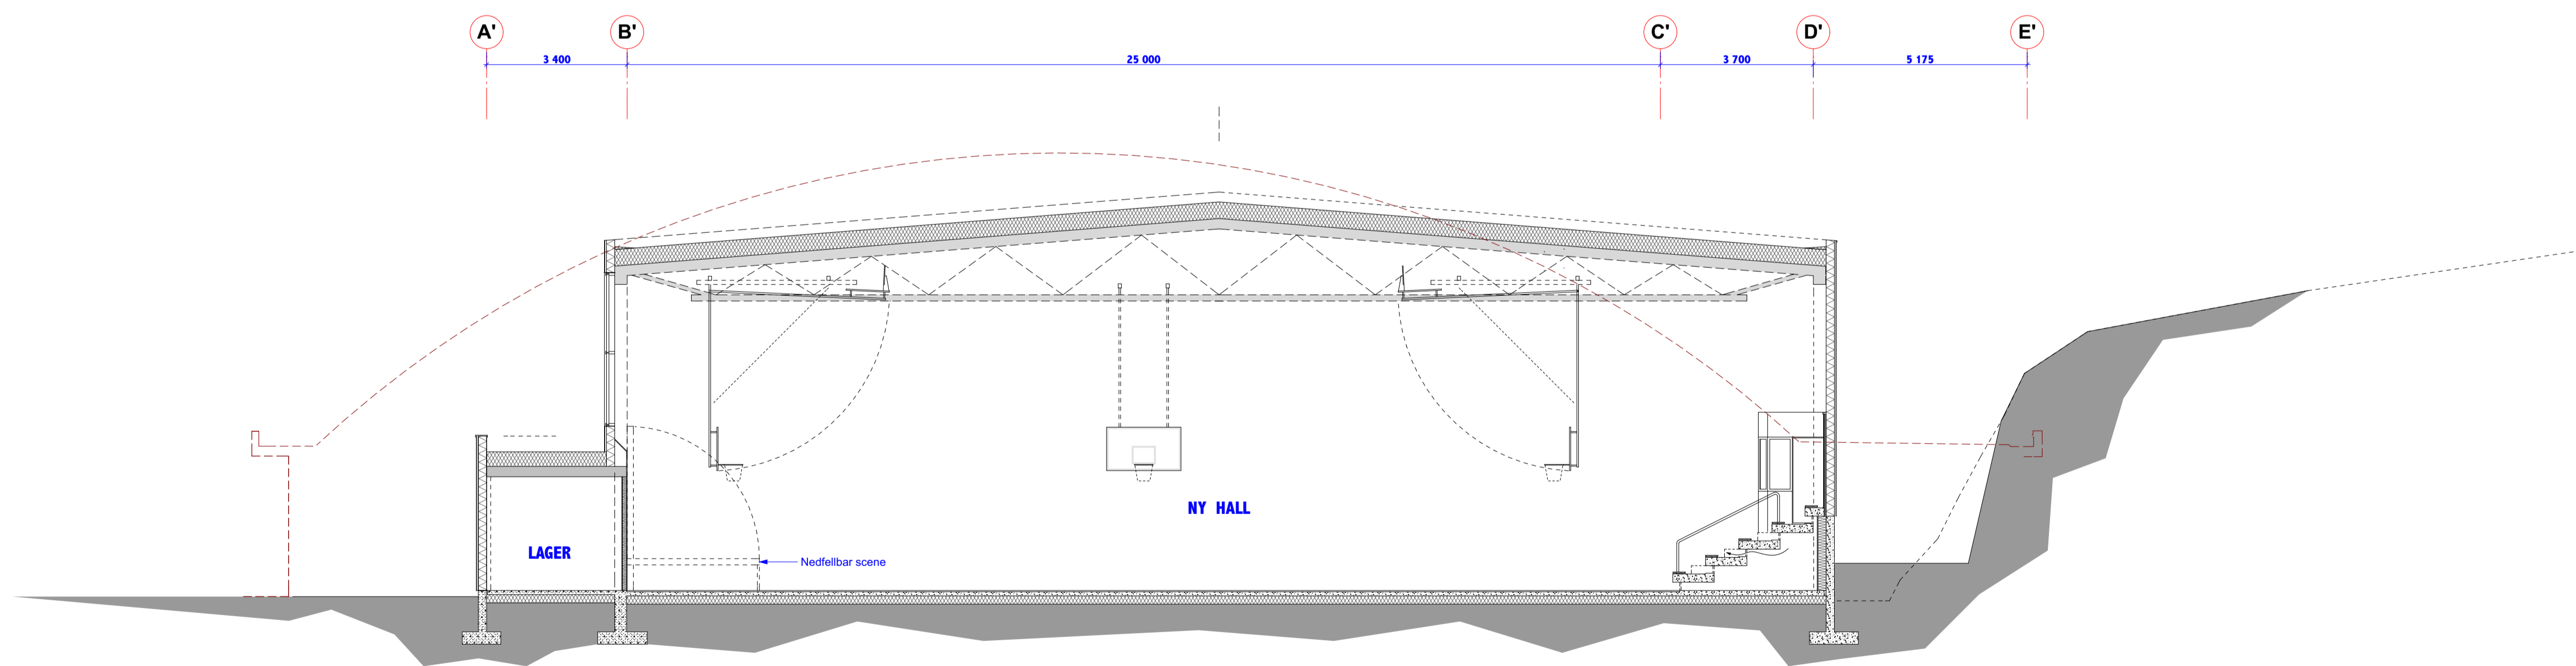 A' B' C' D' E'
3 400 25 000 3 700 5 175
NY HALL
LAGER
Nedfellbar scene